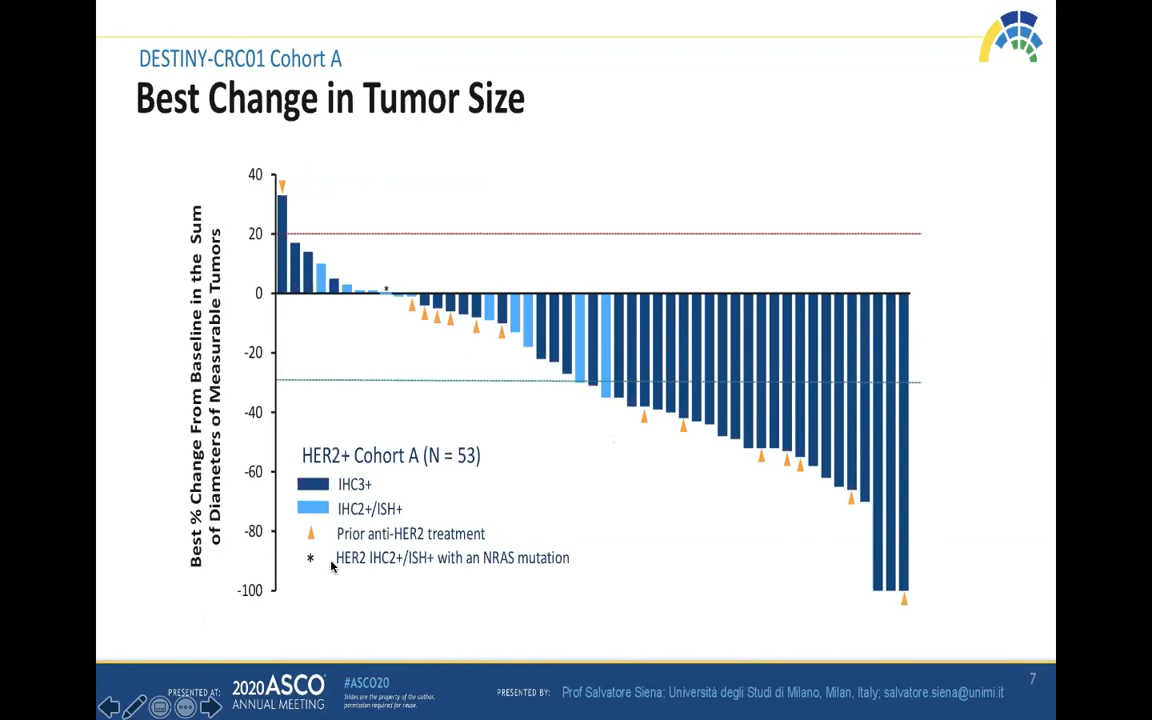 DESTINY-CRC01 Cohort A
Best Change in Tumor Size
Best % Change From Baseline in the Sum
of Diameters of Measurable Tumors
40
20
0
-20
-40
-60
-80
-100
*
HER2+ Cohort A (N = 53)
IHC3+
IHC2+/ISH+
Prior anti-HER2 treatment
* HER2 IHC2+/ISH+ with an NRAS mutation
PRESENTED AT:
2020 ASCO
ANNUAL MEETING
#ASCO20
Slides are the property of the author,
permission required for reuse.
PRESENTED BY:
Prof Salvatore Siena; Università degli Studi di Milano, Milan, Italy; salvatore.siena@unimi.it
7